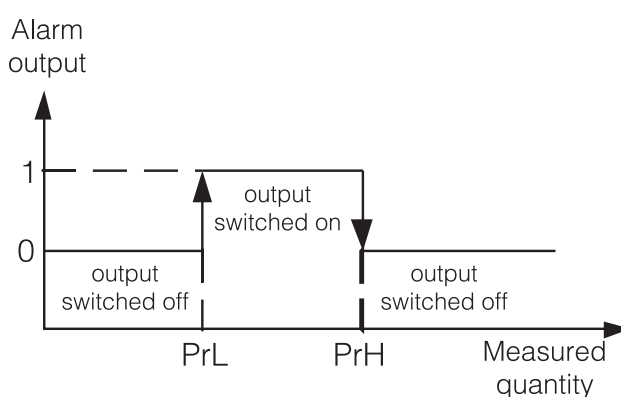 Alarm
output
1
output
switched on
0
output
switched off
output
switched off
PrL
PrH
Measured
quantity